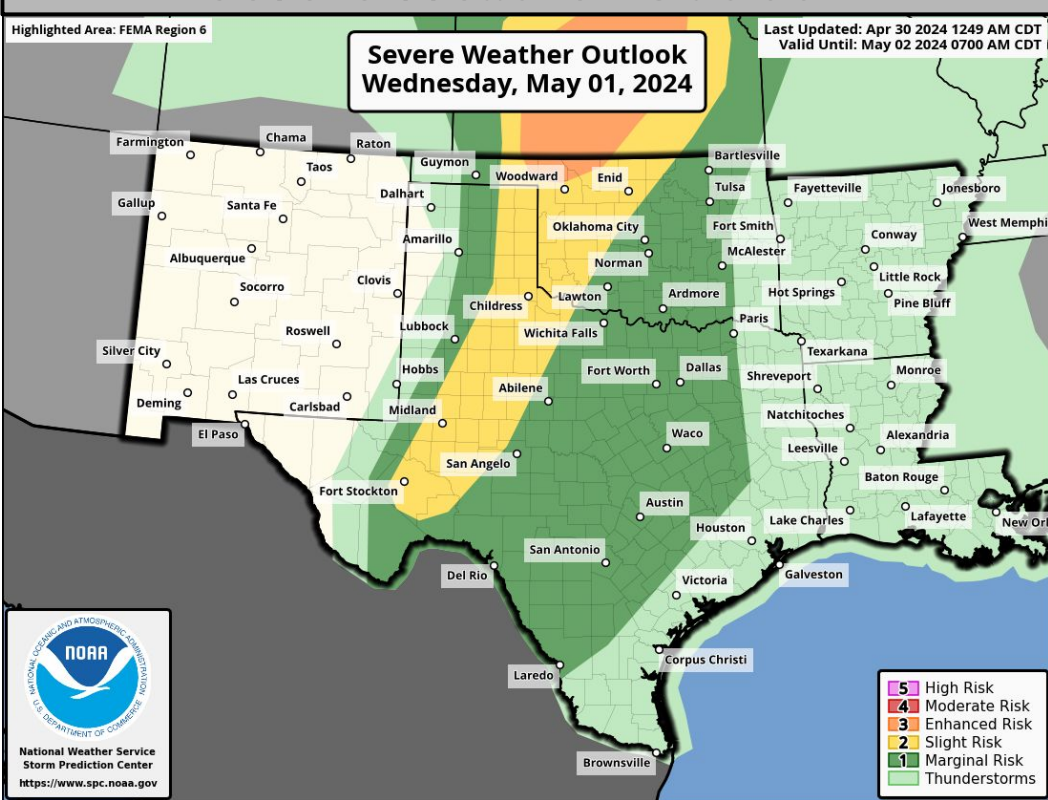 Highlighted Area: FEMA Region 6
Severe Weather Outlook
Wednesday, May 01, 2024
Last Updated: Apr 30 2024 1249 AM CDT
Valid Until: May 02 2024 0700 AM CDT
Farmington
Chama
Raton
Taos
Guymon
Woodward
Enid
Bartlesville
Tulsa
Fayetteville
Jonesboro
Gallup
Santa Fe
Dalhart
Oklahoma City
Fort Smith
West Memphi
Albuquerque
Amarillo
Norman
McAlester
Conway
Little Rock
Socorro
Clovis
Childress
Lawton
Ardmore
Hot Springs
Pine Bluff
Roswell
Lubbock
Wichita Falls
Paris
Silver City
Hobbs
Fort Worth
Dallas
Texarkana
Las Cruces
Abilene
Shreveport
Monroe
Deming
Carlsbad
Midland
Natchitoches
El Paso
Waco
Alexandria
San Angelo
Leesville
Fort Stockton
Baton Rouge
Austin
Houston
Lake Charles
Lafayette
New Orl
San Antonio
Del Rio
Victoria
Galveston
Laredo
Corpus Christi
Brownsville
NATIONAL OCEANIC AND ATMOSPHERIC ADMINISTRATION
NOAA
U.S. DEPARTMENT OF COMMERCE
National Weather Service
Storm Prediction Center
https://www.spc.noaa.gov
5 High Risk
4 Moderate Risk
3 Enhanced Risk
2 Slight Risk
1 Marginal Risk
Thunderstorms